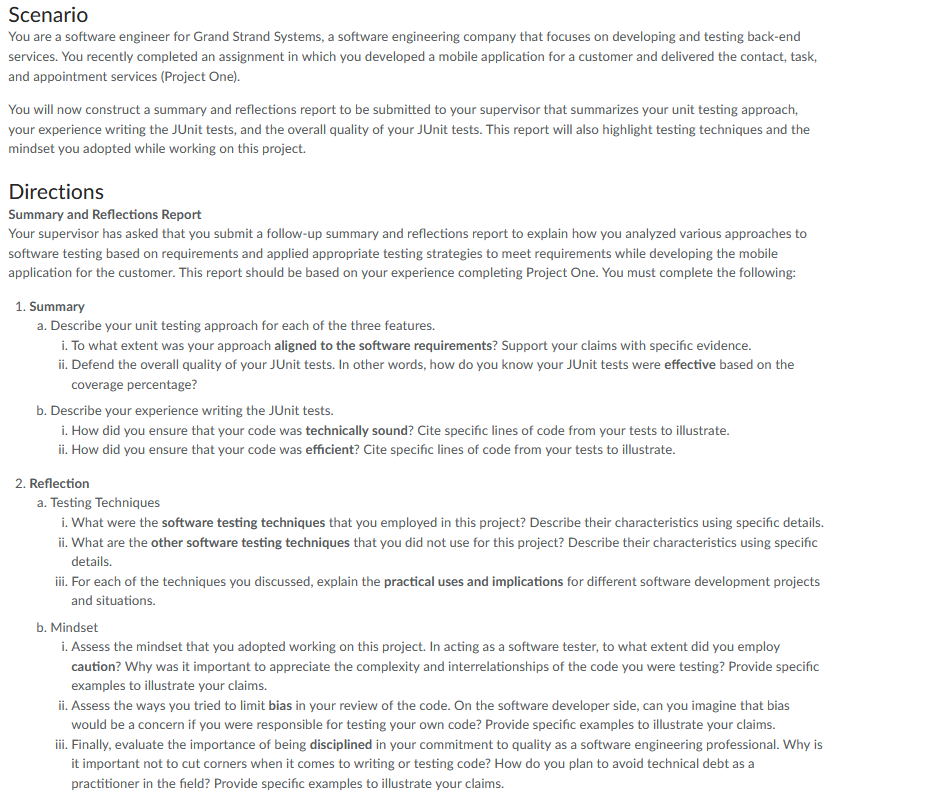 Scenario
You are a software engineer for Grand Strand Systems, a software engineering company that focuses on developing and testing back-end
services. You recently completed an assignment in which you developed a mobile application for a customer and delivered the contact, task,
and appointment services (Project One).
You will now construct a summary and reflections report to be submitted to your supervisor that summarizes your unit testing approach,
your experience writing the JUnit tests, and the overall quality of your JUnit tests. This report will also highlight testing techniques and the
mindset you adopted while working on this project.
Directions
Summary and Reflections Report
Your supervisor has asked that you submit a follow-up summary and reflections report to explain how you analyzed various approaches to
software testing based on requirements and applied appropriate testing strategies to meet requirements while developing the mobile
application for the customer. This report should be based on your experience completing Project One. You must complete the following:
1. Summary
a. Describe your unit testing approach for each of the three features.
i. To what extent was your approach aligned to the software requirements? Support your claims with specific evidence.
ii. Defend the overall quality of your JUnit tests. In other words, how do you know your JUnit tests were effective based on the
coverage percentage?
b. Describe your experience writing the JUnit tests.
i. How did you ensure that your code was technically sound? Cite specific lines of code from your tests to illustrate.
ii. How did you ensure that your code was efficient? Cite specific lines of code from your tests to illustrate.
2. Reflection
a. Testing Techniques
i. What were the software testing techniques that you employed in this project? Describe their characteristics using specific details.
ii. What are the other software testing techniques that you did not use for this project? Describe their characteristics using specific
details.
iii. For each of the techniques you discussed, explain the practical uses and implications for different software development projects
and situations.
b. Mindset
i. Assess the mindset that you adopted working on this project. In acting as a software tester, to what extent did you employ
caution? Why was it important to appreciate the complexity and interrelationships of the code you were testing? Provide specific
examples to illustrate your claims.
ii. Assess the ways you tried to limit bias in your review of the code. On the software developer side, can you imagine that bias
would be a concern if you were responsible for testing your own code? Provide specific examples to illustrate your claims.
iii. Finally, evaluate the importance of being disciplined in your commitment to quality as a software engineering professional. Why is
it important not to cut corners when it comes to writing or testing code? How do you plan to avoid technical debt as a
practitioner in the field? Provide specific examples to illustrate your claims.